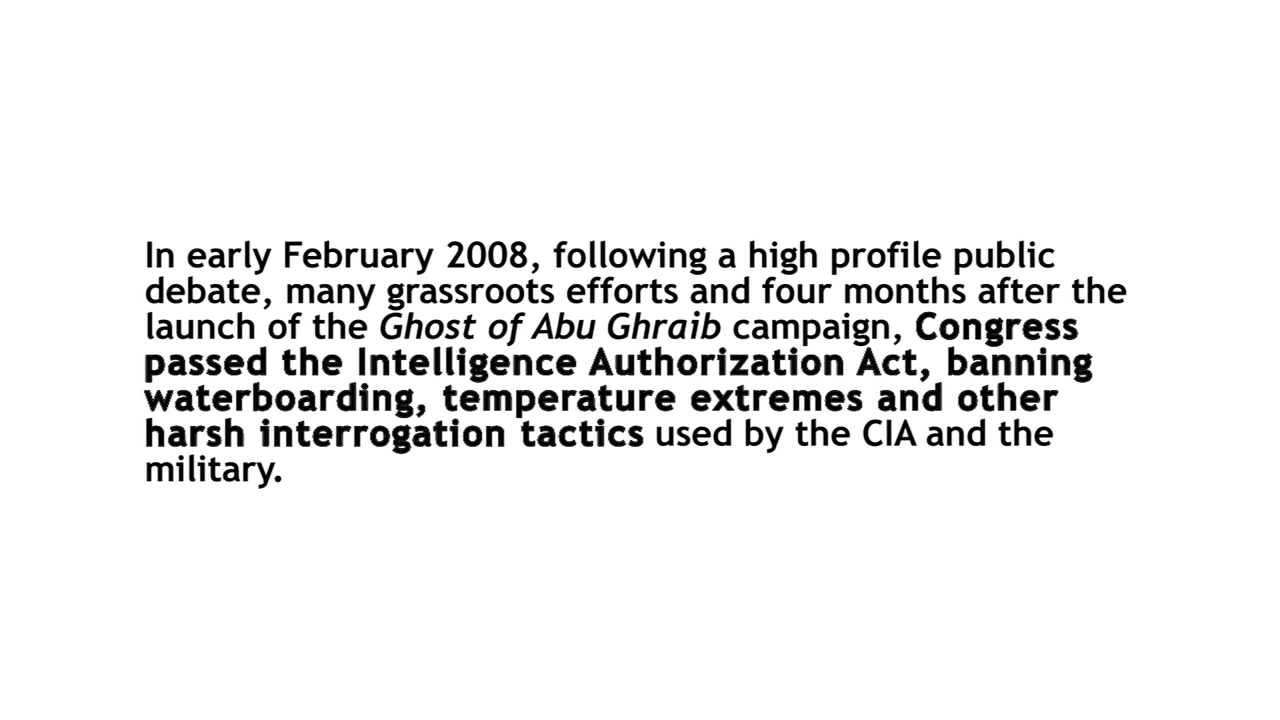 In early February 2008, following a high profile public
debate, many grassroots efforts and four months after the
launch of the Ghost of Abu Ghraib campaign, Congress
passed the Intelligence Authorization Act, banning
waterboarding, temperature extremes and other
harsh interrogation tactics used by the CIA and the
military.